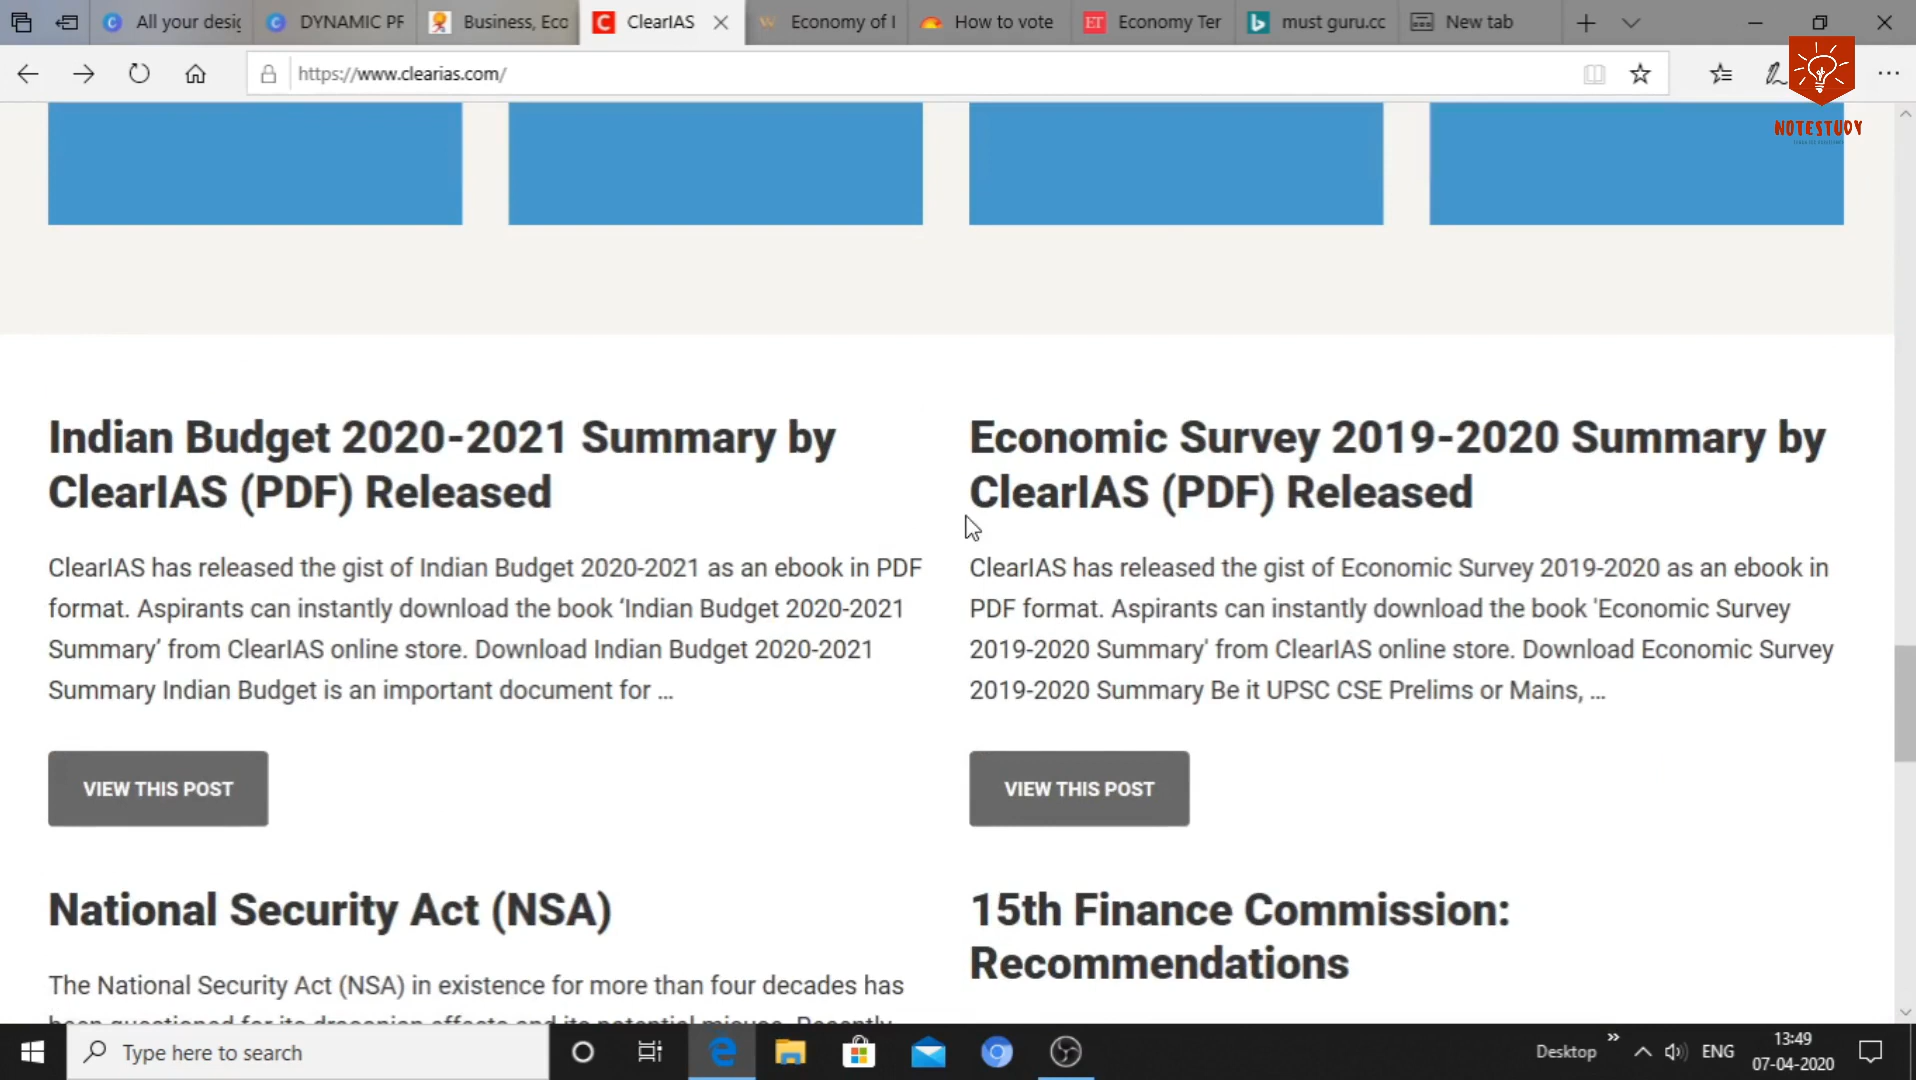 All your desig
DYNAMIC PF
Business, Eco
ClearIAS
Economy of I
How to vote
Economy Ter
must guru.cc
New tab
https://www.clearias.com/
NOTESTUDY
Indian Budget 2020-2021 Summary by
ClearIAS (PDF) Released
ClearIAS has released the gist of Indian Budget 2020-2021 as an ebook in PDF
format. Aspirants can instantly download the book ‘Indian Budget 2020-2021
Summary’ from ClearIAS online store. Download Indian Budget 2020-2021
Summary Indian Budget is an important document for ...
VIEW THIS POST
Economic Survey 2019-2020 Summary by
ClearIAS (PDF) Released
ClearIAS has released the gist of Economic Survey 2019-2020 as an ebook in
PDF format. Aspirants can instantly download the book 'Economic Survey
2019-2020 Summary' from ClearIAS online store. Download Economic Survey
2019-2020 Summary Be it UPSC CSE Prelims or Mains, ...
VIEW THIS POST
National Security Act (NSA)
The National Security Act (NSA) in existence for more than four decades has
15th Finance Commission:
Recommendations
Type here to search
Desktop
ENG
13:49
07-04-2020